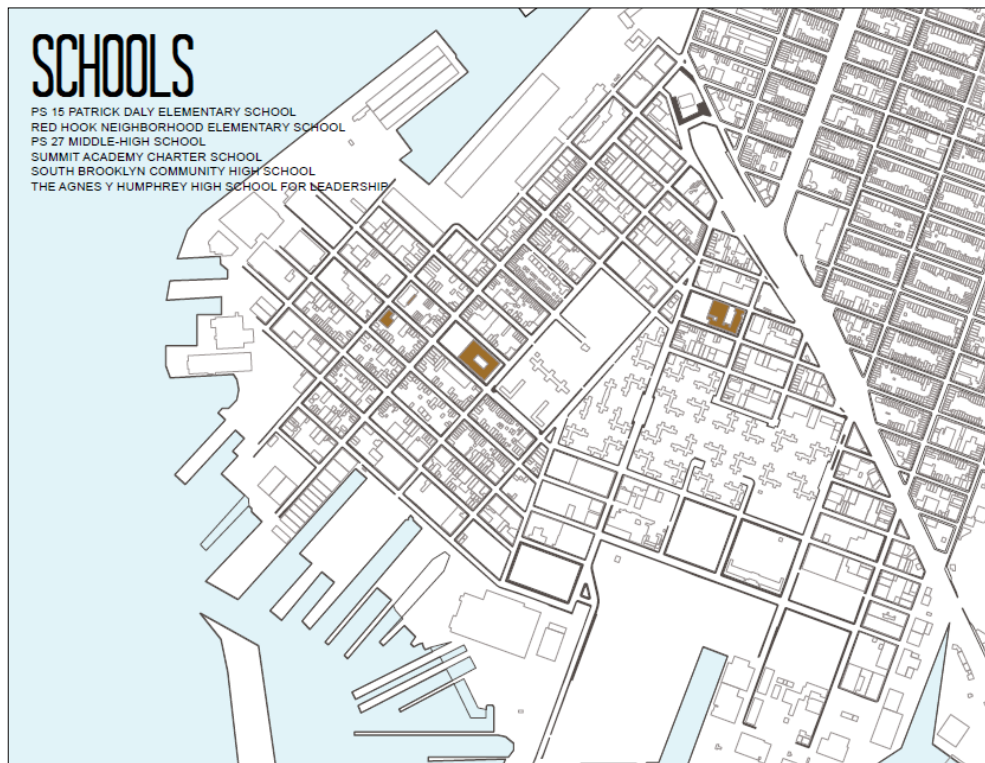 SCHOOLS
PS 15 PATRICK DALY ELEMENTARY SCHOOL
RED HOOK NEIGHBORHOOD ELEMENTARY SCHOOL
PS 27 MIDDLE-HIGH SCHOOL
SUMMIT ACADEMY CHARTER SCHOOL
SOUTH BROOKLYN COMMUNITY HIGH SCHOOL
THE AGNES Y HUMPHREY HIGH SCHOOL FOR LEADERSHIP